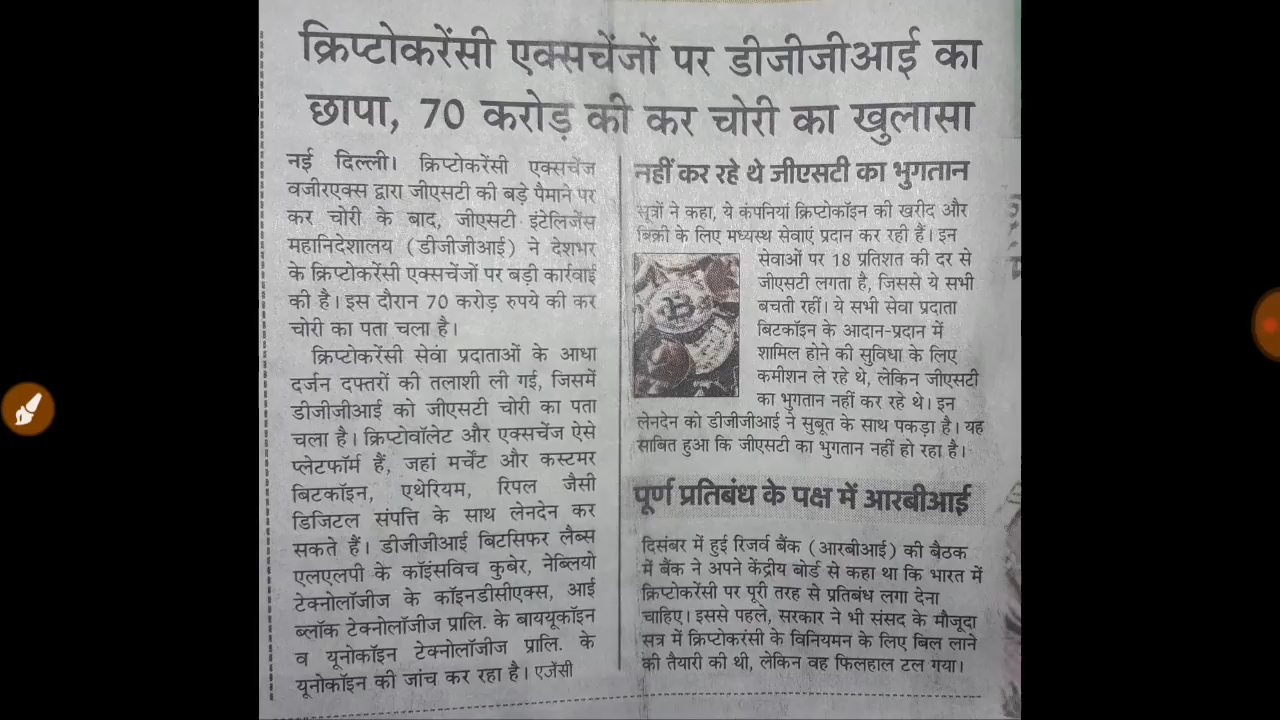 क्रिप्टोकरेंसी एक्सचेंजों पर डीजीजीआई का
छापा, 70 करोड़ की कर चोरी का खुलासा
नई दिल्ली। क्रिप्टोकरेंसी एक्सचेंज
वजीरएक्स द्वारा जीएसटी की बड़े पैमाने पर
कर चोरी के बाद, जीएसटी इंटेलिजेंस
महानिदेशालय (डीजीजीआई) ने देशभर
के क्रिप्टोकरेंसी एक्सचेंजों पर बड़ी कार्रवाई
की है। इस दौरान 70 करोड़ रुपये की कर
चोरी का पता चला है।
क्रिप्टोकरेंसी सेवा प्रदाताओं के आधा
दर्जन दफ्तरों की तलाशी ली गई, जिसमें
डीजीजीआई को जीएसटी चोरी का पता
चला है। क्रिप्टोवॉलेट और एक्सचेंज ऐसे
प्लेटफॉर्म हैं, जहां मर्चेंट और कस्टमर
बिटकॉइन, एथेरियम, रिपल जैसी
डिजिटल संपत्ति के साथ लेनदेन कर
सकते हैं। डीजीजीआई बिटसिफर लैब्स
एलएलपी के कॉइंसविच कुबेर, नेब्लियो
टेक्नोलॉजीज के कॉइनडीसीएक्स, आई
ब्लॉक टेक्नोलॉजीज प्रालि. के बाययूकॉइन
व यूनोकॉइन टेक्नोलॉजीज प्रालि. के
यूनोकॉइन की जांच कर रहा है। एजेंसी
नहीं कर रहे थे जीएसटी का भुगतान
सूत्रों ने कहा, ये कंपनियां क्रिप्टोकॉइन की खरीद और
बिक्री के लिए मध्यस्थ सेवाएं प्रदान कर रही हैं। इन
सेवाओं पर 18 प्रतिशत की दर से
जीएसटी लगता है, जिससे ये सभी
बचती रहीं। ये सभी सेवा प्रदाता
बिटकॉइन के आदान-प्रदान में
शामिल होने की सुविधा के लिए
कमीशन ले रहे थे, लेकिन जीएसटी
का भुगतान नहीं कर रहे थे। इन
लेनदेन को डीजीजीआई ने सुबूत के साथ पकड़ा है। यह
साबित हुआ कि जीएसटी का भुगतान नहीं हो रहा है।
पूर्ण प्रतिबंध के पक्ष में आरबीआई
दिसंबर में हुई रिजर्व बैंक (आरबीआई) की बैठक
में बैंक ने अपने केंद्रीय बोर्ड से कहा था कि भारत में
क्रिप्टोकरेंसी पर पूरी तरह से प्रतिबंध लगा देना
चाहिए। इससे पहले, सरकार ने भी संसद के मौजूदा
सत्र में क्रिप्टोकरंसी के विनियमन के लिए बिल लाने
की तैयारी की थी, लेकिन वह फिलहाल टल गया।